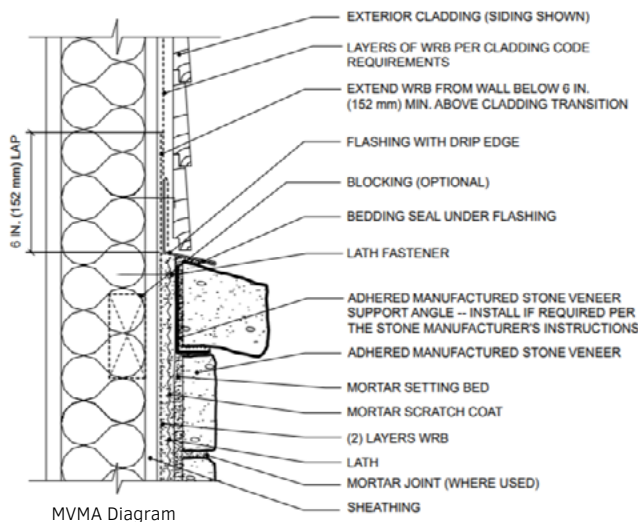 EXTERIOR CLADDING (SIDING SHOWN)
LAYERS OF WRB PER CLADDING CODE
REQUIREMENTS
EXTEND WRB FROM WALL BELOW 6 IN.
(152 mm) MIN. ABOVE CLADDING TRANSITION
FLASHING WITH DRIP EDGE
BLOCKING (OPTIONAL)
BEDDING SEAL UNDER FLASHING
LATH FASTENER
ADHERED MANUFACTURED STONE VENEER
SUPPORT ANGLE -- INSTALL IF REQUIRED PER
THE STONE MANUFACTURER'S INSTRUCTIONS
ADHERED MANUFACTURED STONE VENEER
MORTAR SETTING BED
MORTAR SCRATCH COAT
(2) LAYERS WRB
LATH
MORTAR JOINT (WHERE USED)
SHEATHING
6 IN. (152 mm) LAP
MVMA Diagram